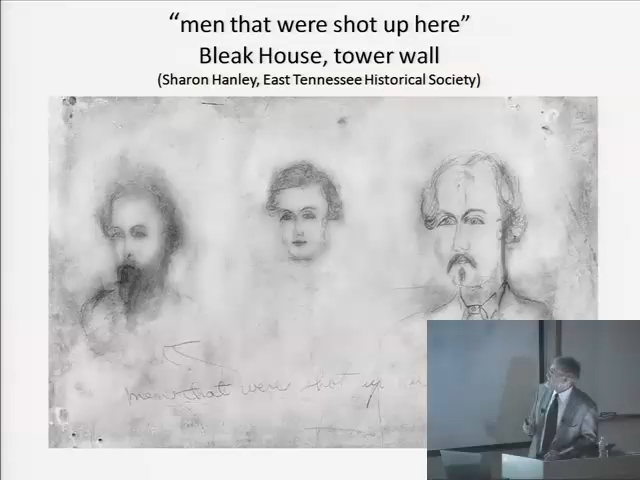 “men that were shot up here”
Bleak House, tower wall
(Sharon Hanley, East Tennessee Historical Society)
men that were shot up